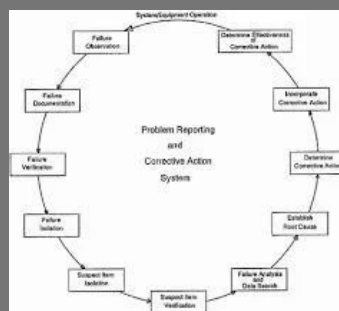 System/Equipment Operation
Failure
Observation
Determine Effectiveness
of
Corrective Action
Failure
Documentation
Incorporate
Corrective Action
Problem Reporting
and
Corrective Action
System
Failure
Verification
Determine
Corrective Action
Failure
Isolation
Establish
Root
Suspect Item
Isolation
Failure Analysis
and
Data Search
Suspect Item
Verification